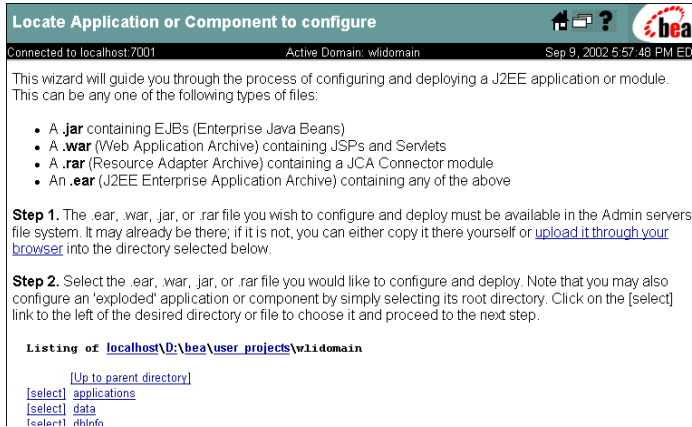 Locate Application or Component to configure
?
bea
Connected to localhost:7001 Active Domain: wlidomain Sep 9, 2002 5:57:48 PM ED
This wizard will guide you through the process of configuring and deploying a J2EE application or module.
This can be any one of the following types of files:
• A .jar containing EJBs (Enterprise Java Beans)
• A .war (Web Application Archive) containing JSPs and Servlets
• A .rar (Resource Adapter Archive) containing a JCA Connector module
• An .ear (J2EE Enterprise Application Archive) containing any of the above
Step 1. The .ear, .war, .jar, or .rar file you wish to configure and deploy must be available in the Admin servers
file system. It may already be there; if it is not, you can either copy it there yourself or upload it through your
browser into the directory selected below.
Step 2. Select the .ear, .war, .jar, or .rar file you would like to configure and deploy. Note that you may also
configure an 'exploded' application or component by simply selecting its root directory. Click on the [select]
link to the left of the desired directory or file to choose it and proceed to the next step.
Listing of localhost\D:\bea\user_projects\wlidomain
[Up to parent directory]
[select] applications
[select] data
[select] dbInfo